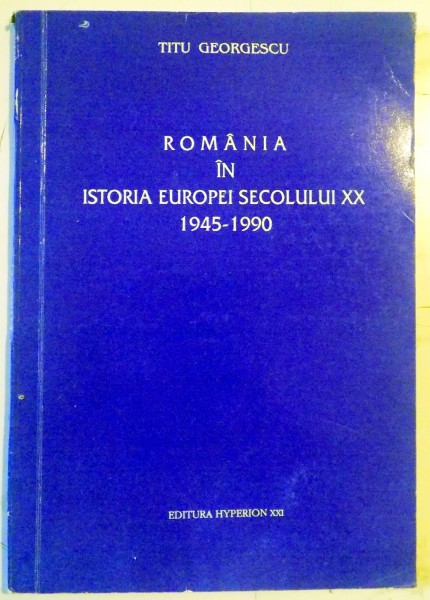 TITU GEORGESCU
ROMÂNIA
ÎN
ISTORIA EUROPEI SECOLULUI XX
1945-1990
EDITURA HYPERION XXI